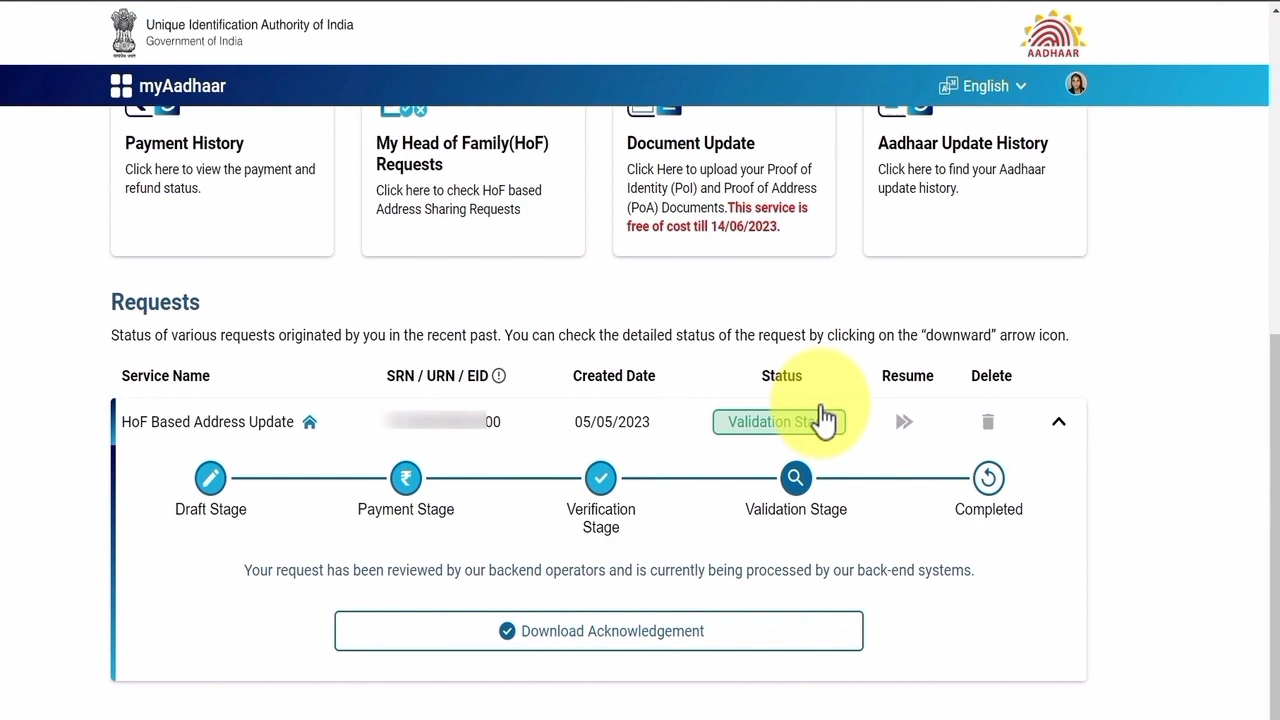 Unique Identification Authority of India
Government of India
AADHAAR
myAadhaar
English
Payment History
Click here to view the payment and
refund status.
My Head of Family(HoF)
Requests
Click here to check HoF based
Address Sharing Requests
Document Update
Click Here to upload your Proof of
Identity (PoI) and Proof of Address
(PoA) Documents.This service is
free of cost till 14/06/2023.
Aadhaar Update History
Click here to find your Aadhaar
update history.
Requests
Status of various requests originated by you in the recent past. You can check the detailed status of the request by clicking on the “downward” arrow icon.
Service Name SRN / URN / EID Created Date Status Resume Delete
HoF Based Address Update 00 05/05/2023 Validation
Draft Stage Payment Stage Verification Validation Stage Completed
Stage
Your request has been reviewed by our backend operators and is currently being processed by our back-end systems.
Download Acknowledgement